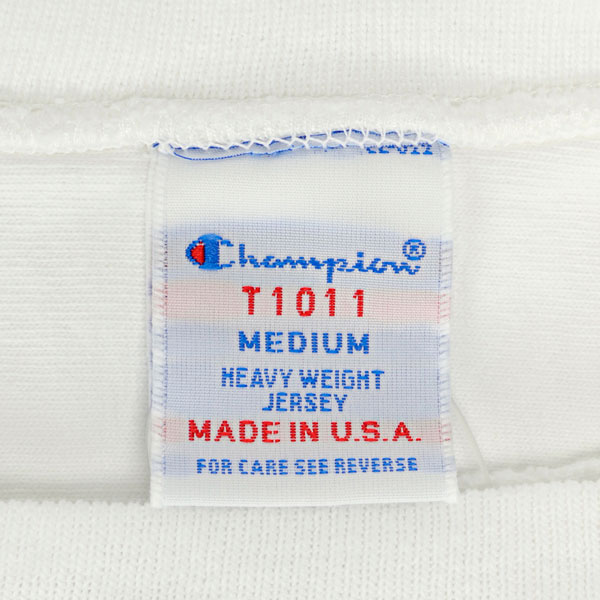 Champion®
T1011
MEDIUM
HEAVY WEIGHT
JERSEY
MADE IN U.S.A.
FOR CARE SEE REVERSE